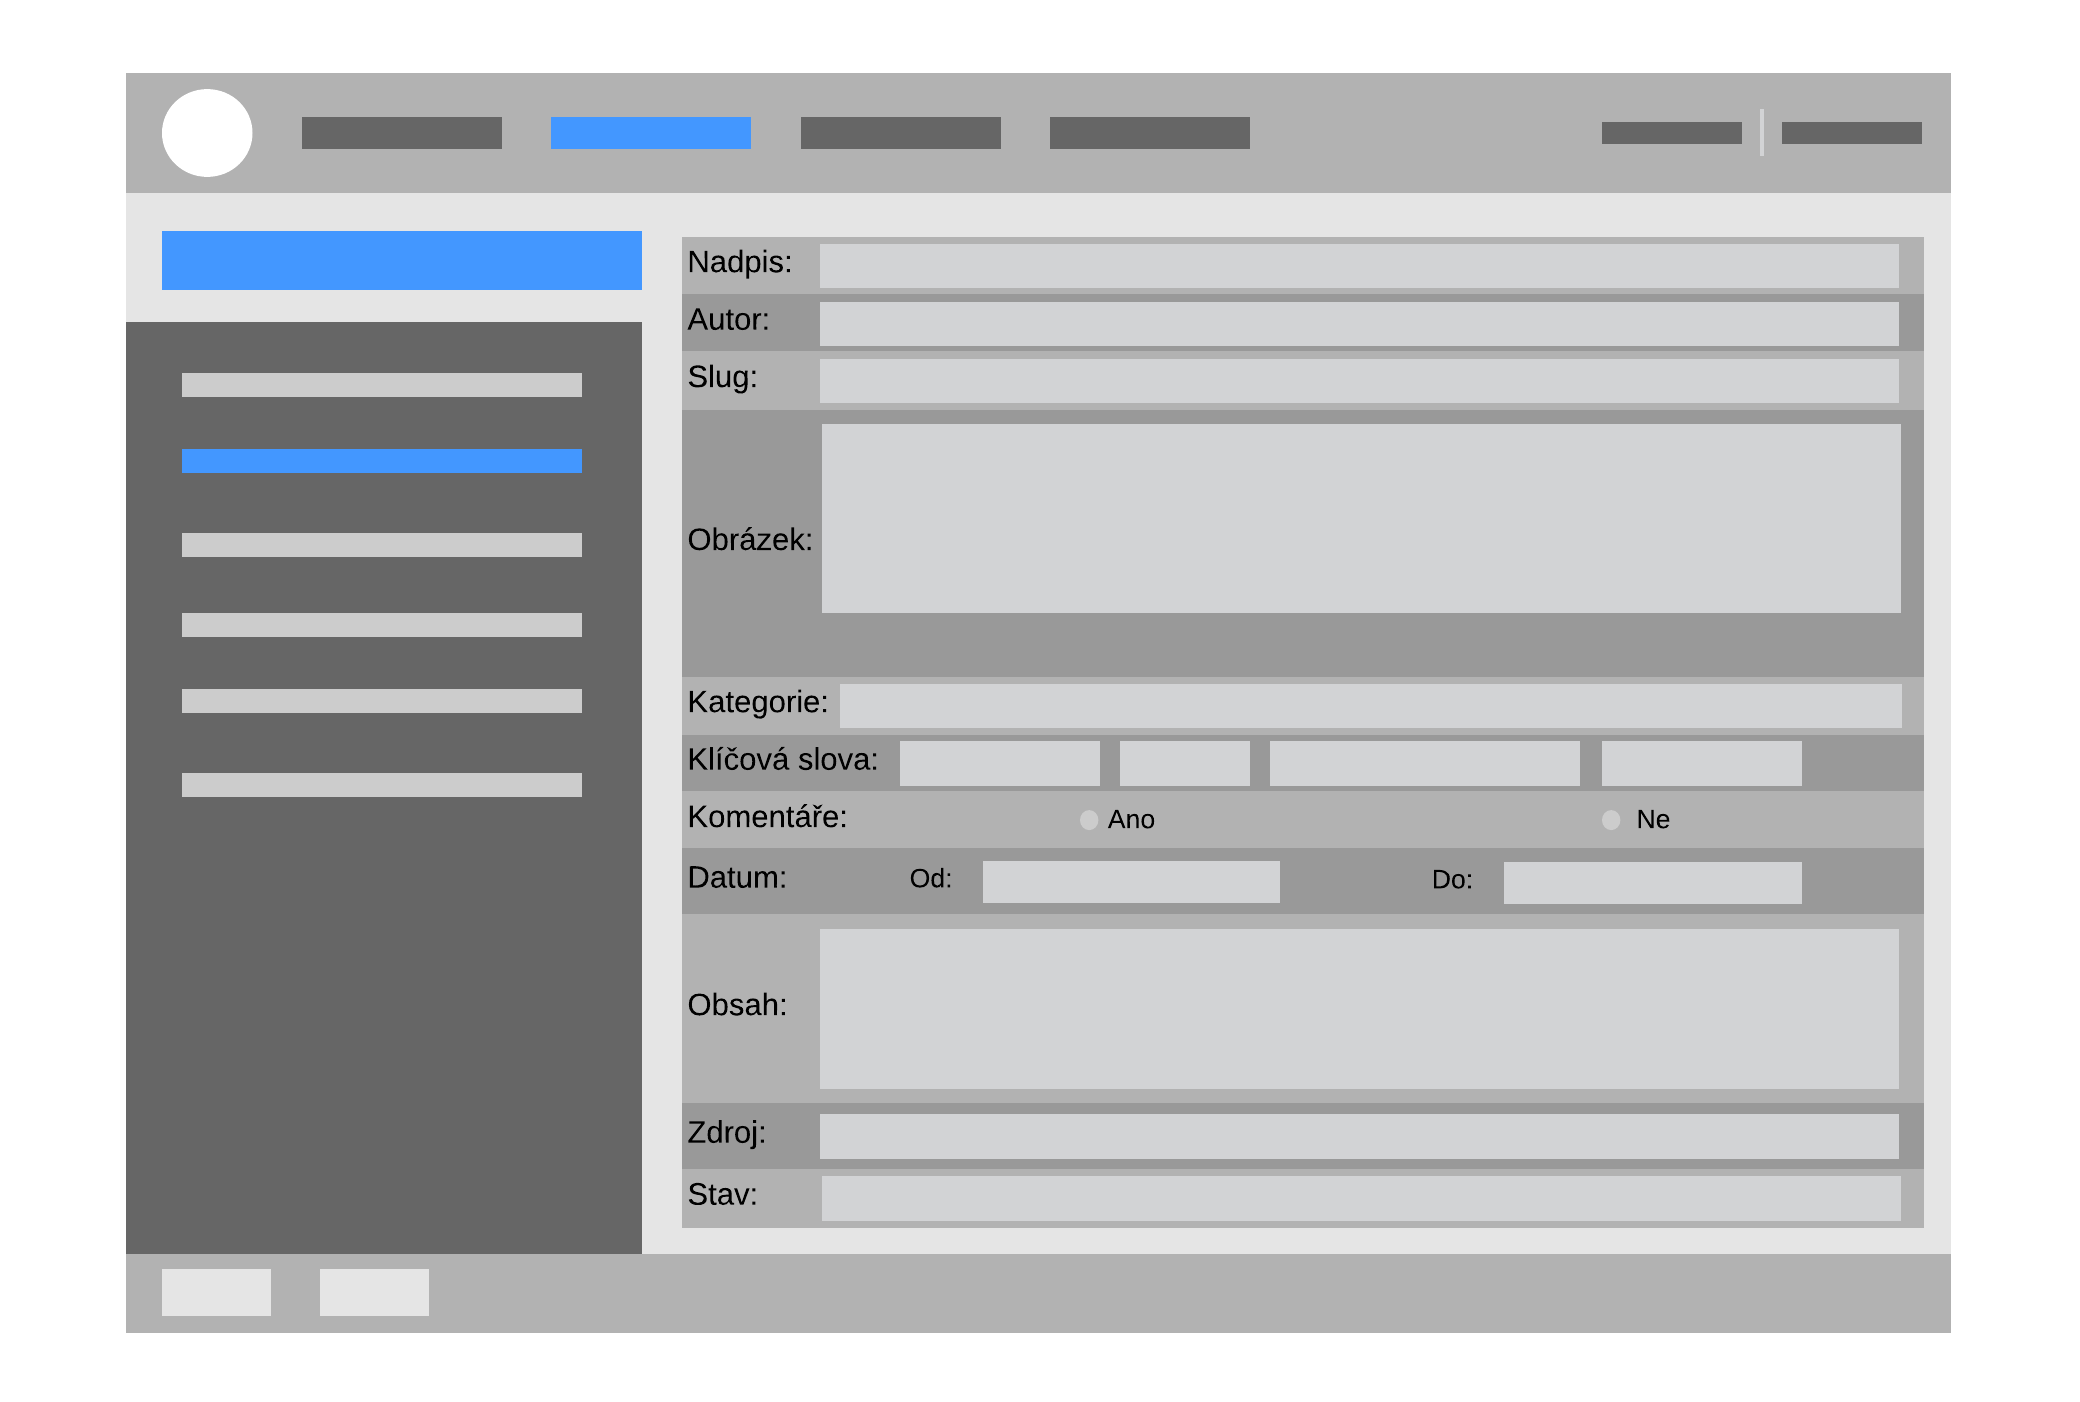 Nadpis:
Autor:
Slug:
Obrázek:
Kategorie:
Klíčová slova:
Komentáře: Ano Ne
Datum: Od: Do:
Obsah:
Zdroj:
Stav: